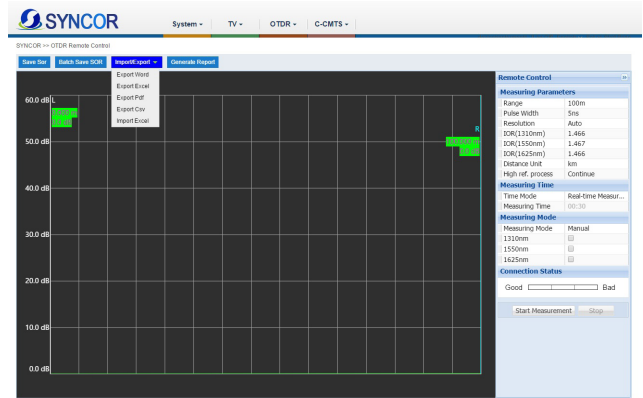 SYNCOR
System TV OTDR C-CMTS
SYNCOR >> OTDR Remote Control
Save Sor Batch Save SOR Import/Export Generate Report
Export Word
Export Excel
Export Pdf
Export Csv
Import Excel
60.0 dB L
R
50.0 dB
40.0 dB
30.0 dB
20.0 dB
10.0 dB
0.0 dB
Remote Control
Measuring Parameters
Range 100m
Pulse Width 5ns
Resolution Auto
IOR(1310nm) 1.466
IOR(1550nm) 1.467
IOR(1625nm) 1.466
Distance Unit km
High ref. process Continue
Measuring Time
Time Mode Real-time Measur...
Measuring Time 00:30
Measuring Mode
Measuring Mode Manual
1310nm
1550nm
1625nm
Connection Status
Good Bad
Start Measurement Stop